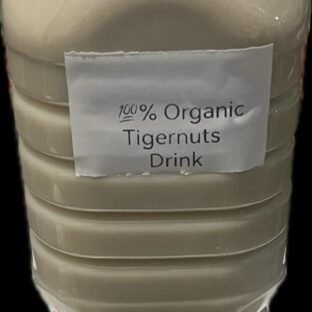 💯% Organic
Tigernuts
Drink